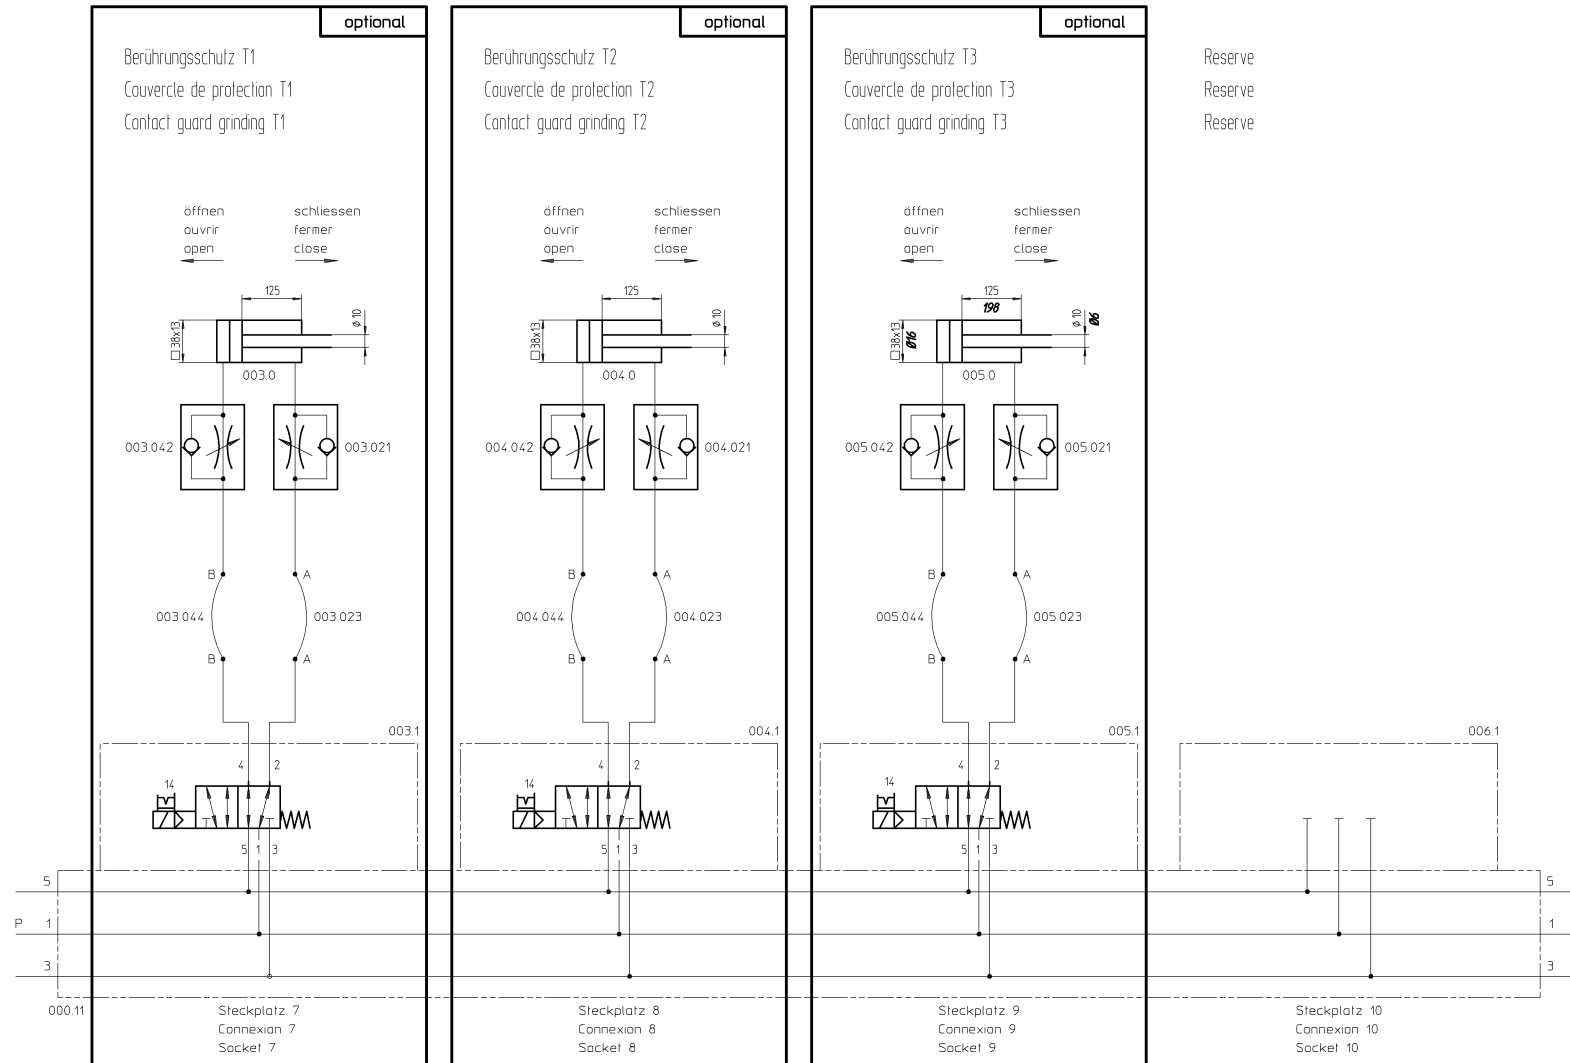 optional
Berührungsschutz T1
Couvercle de protection T1
Contact guard grinding T1
öffnen
ouvrir
open
schliessen
fermer
close
125
□38x13
ø10
003.0
003.042
003.021
B
A
003.044
003.023
B
A
003.1
4
2
14
5
1
3
Steckplatz 7
Connexion 7
Socket 7
optional
Berührungsschutz T2
Couvercle de protection T2
Contact guard grinding T2
öffnen
ouvrir
open
schliessen
fermer
close
125
□38x13
ø10
004.0
004.042
004.021
B
A
004.044
004.023
B
A
004.1
4
2
14
5
1
3
Steckplatz 8
Connexion 8
Socket 8
optional
Berührungsschutz T3
Couvercle de protection T3
Contact guard grinding T3
öffnen
ouvrir
open
schliessen
fermer
close
125
198
□38x13
Ø16
ø10
Ø6
005.0
005.042
005.021
B
A
005.044
005.023
B
A
005.1
4
2
14
5
1
3
Steckplatz 9
Connexion 9
Socket 9
Reserve
Reserve
Reserve
006.1
Steckplatz 10
Connexion 10
Socket 10
5
P 1
3
000.11
5
1
3